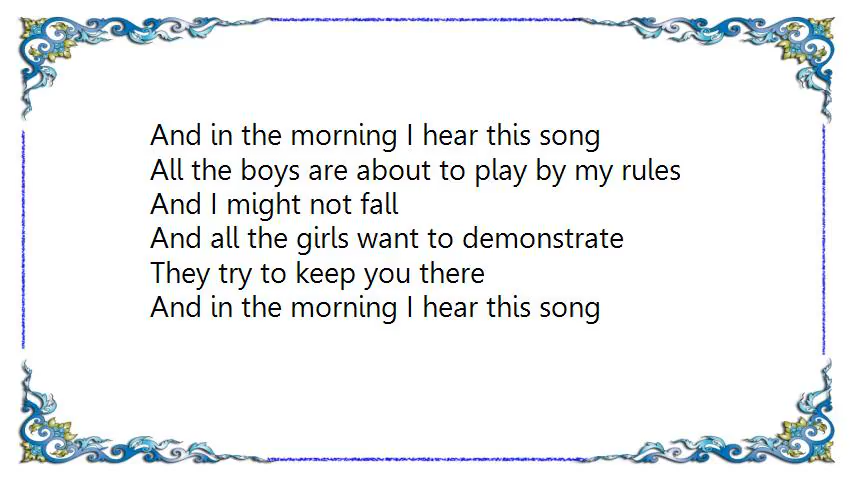 And in the morning I hear this song
All the boys are about to play by my rules
And I might not fall
And all the girls want to demonstrate
They try to keep you there
And in the morning I hear this song